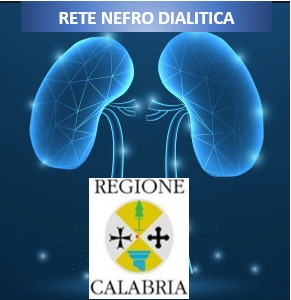 RETE NEFRO DIALITICA
REGIONE
CALABRIA